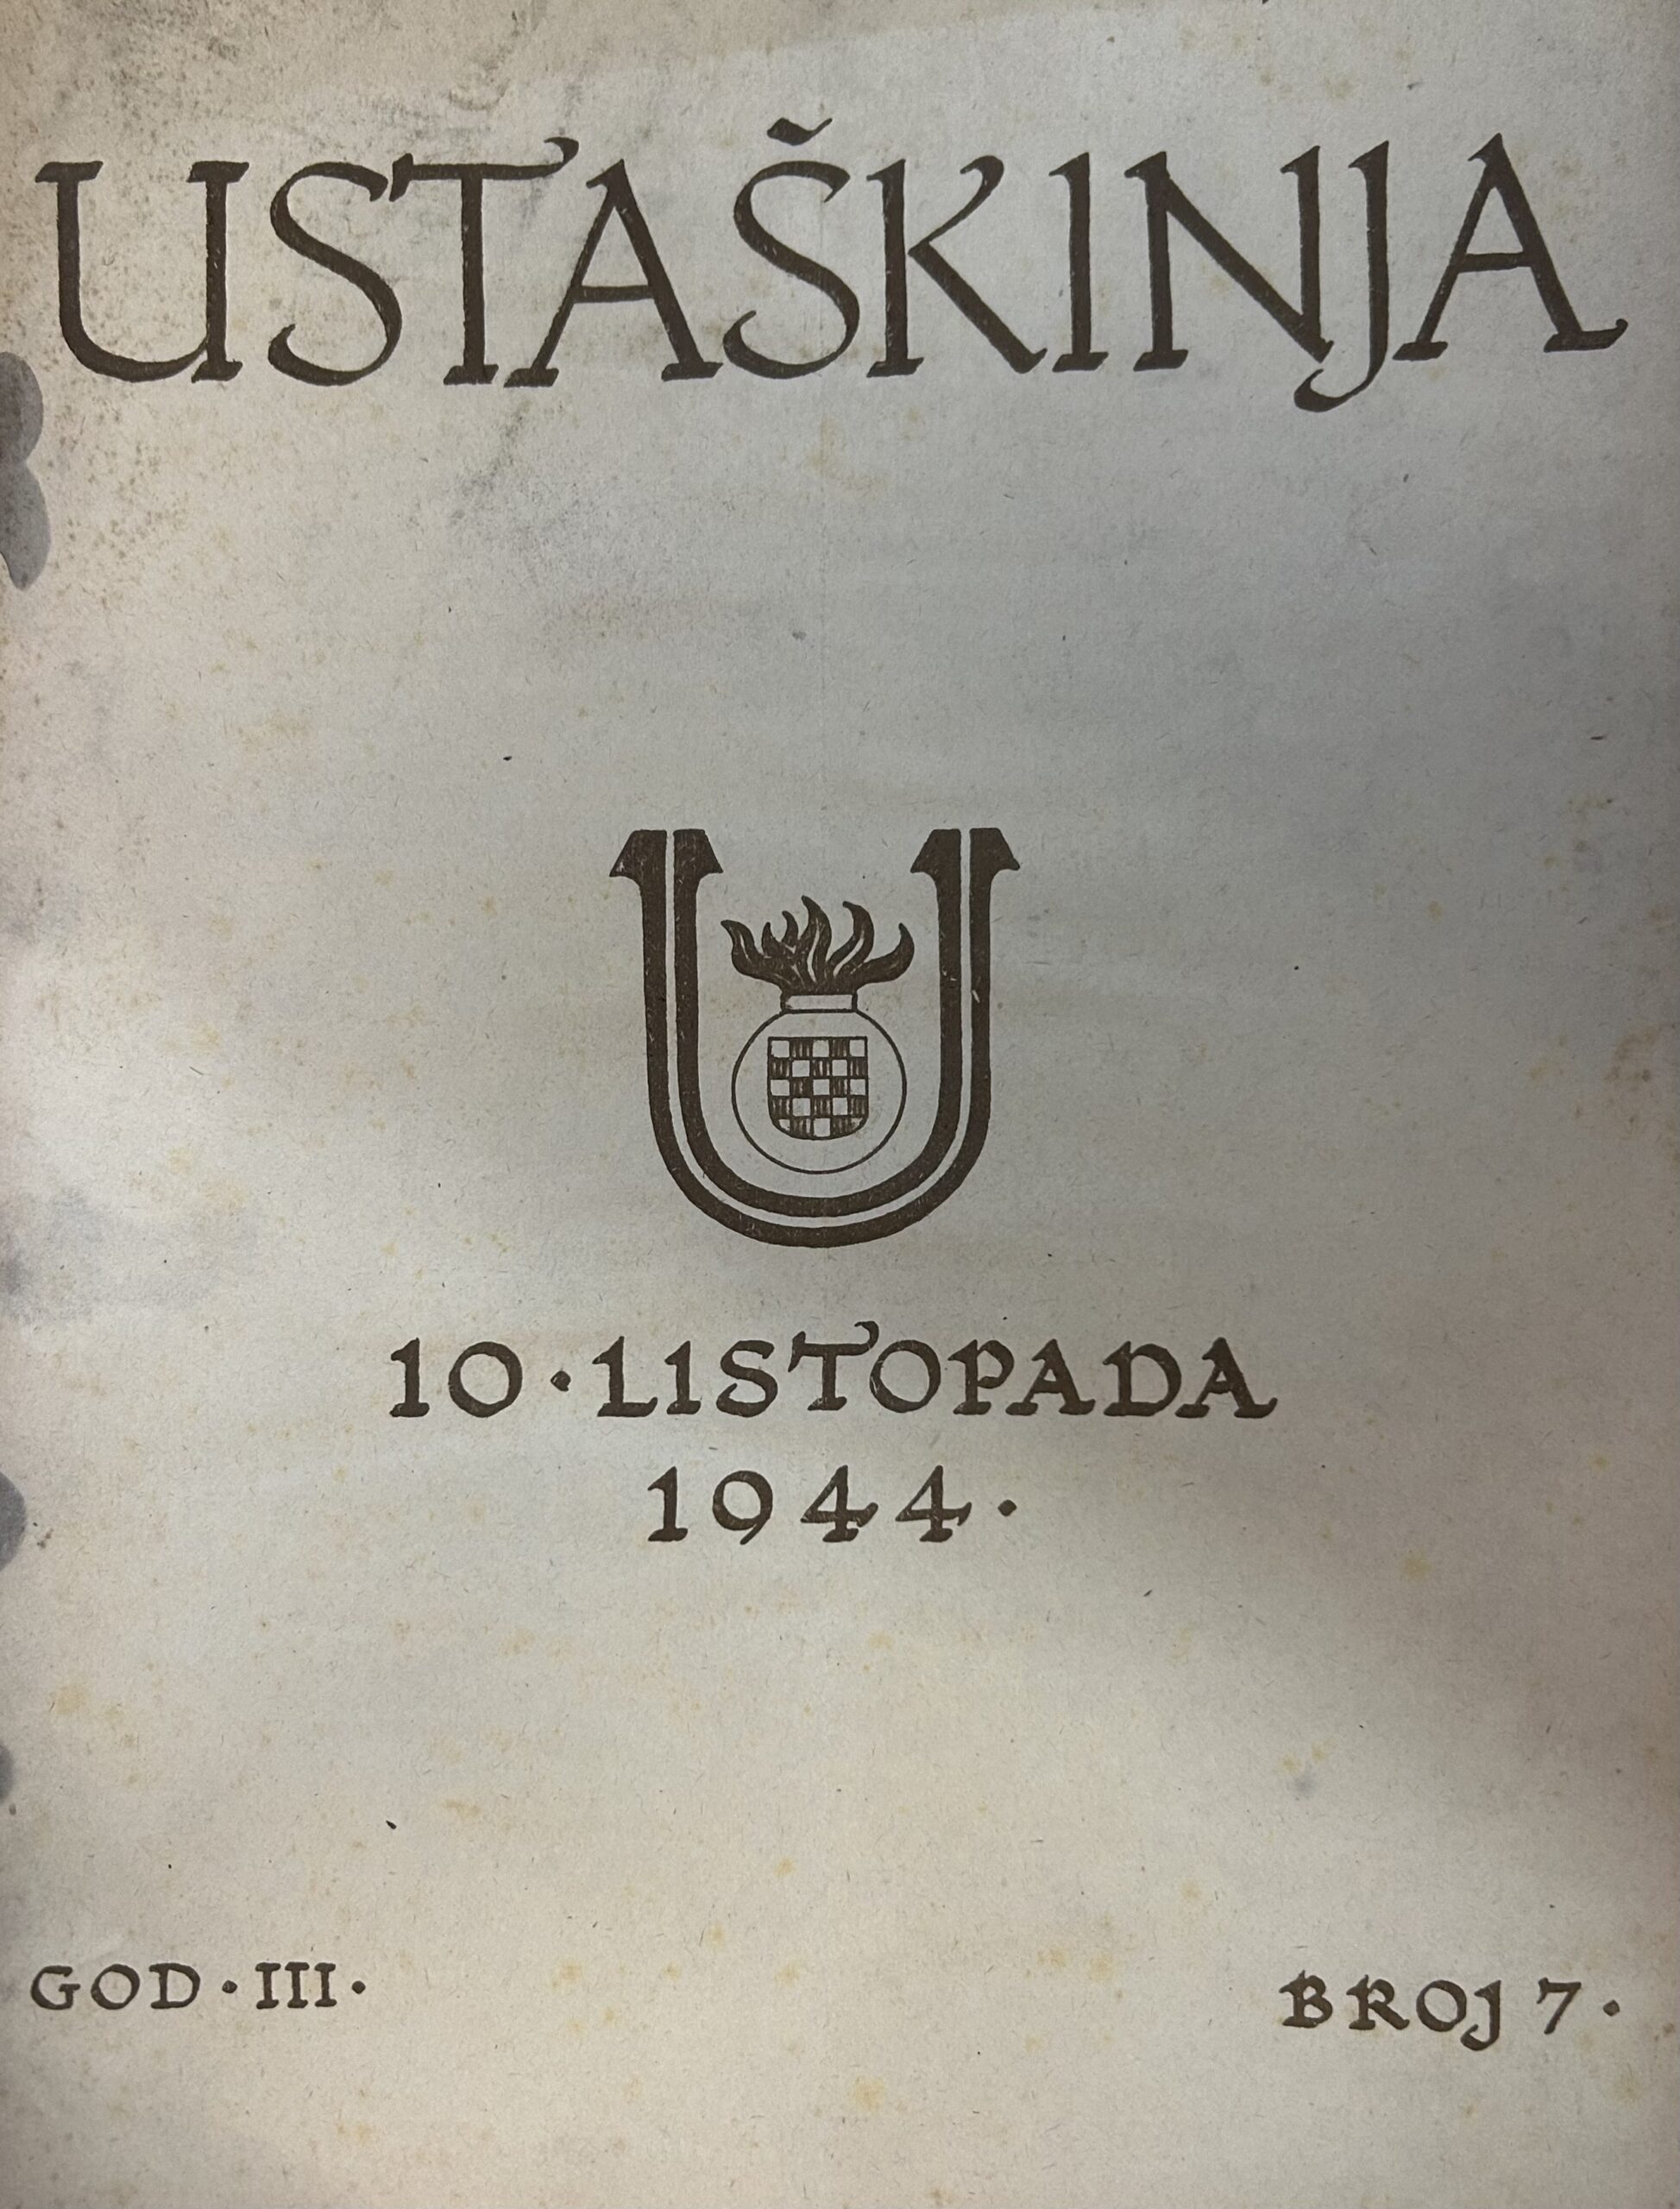 USTAŠKINJA
U
10·LISTOPADA
1944·
GOD·III·
BROJ 7·